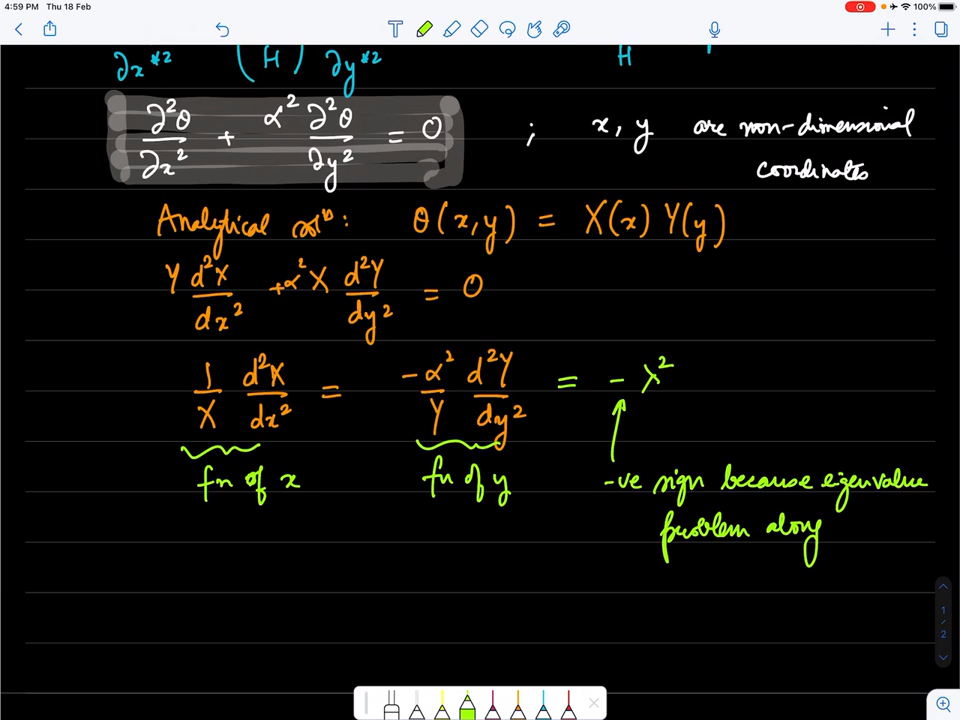 4:59 PM Thu 18 Feb
100%
∂x*² (H) ∂y*² H
∂²θ/∂x² + α² ∂²θ/∂y² = 0 ; x, y are non-dimensional
coordinates
Analytical solⁿ: θ(x,y) = X(x) Y(y)
Y d²X/dx² + α² X d²Y/dy² = 0
1/X d²X/dx² = -α²/Y d²Y/dy² = - λ²
fn of x fn of y -ve sign because eigenvalue
problem along
1/2